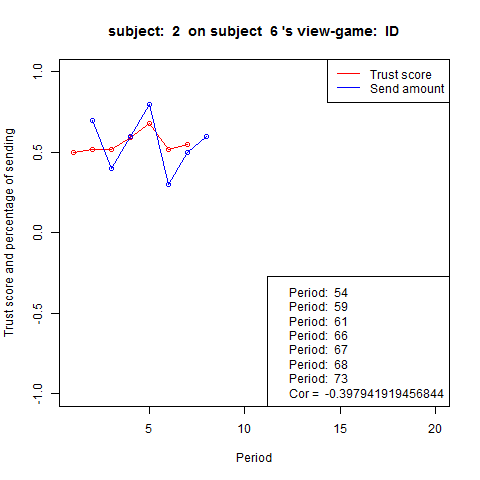 subject: 2 on subject 6 's view-game: ID
Trust score
Send amount
Trust score and percentage of sending
1.0
0.5
0.0
-0.5
-1.0
Period: 54
Period: 59
Period: 61
Period: 66
Period: 67
Period: 68
Period: 73
Cor = -0.397941919456844
5 10 15 20
Period